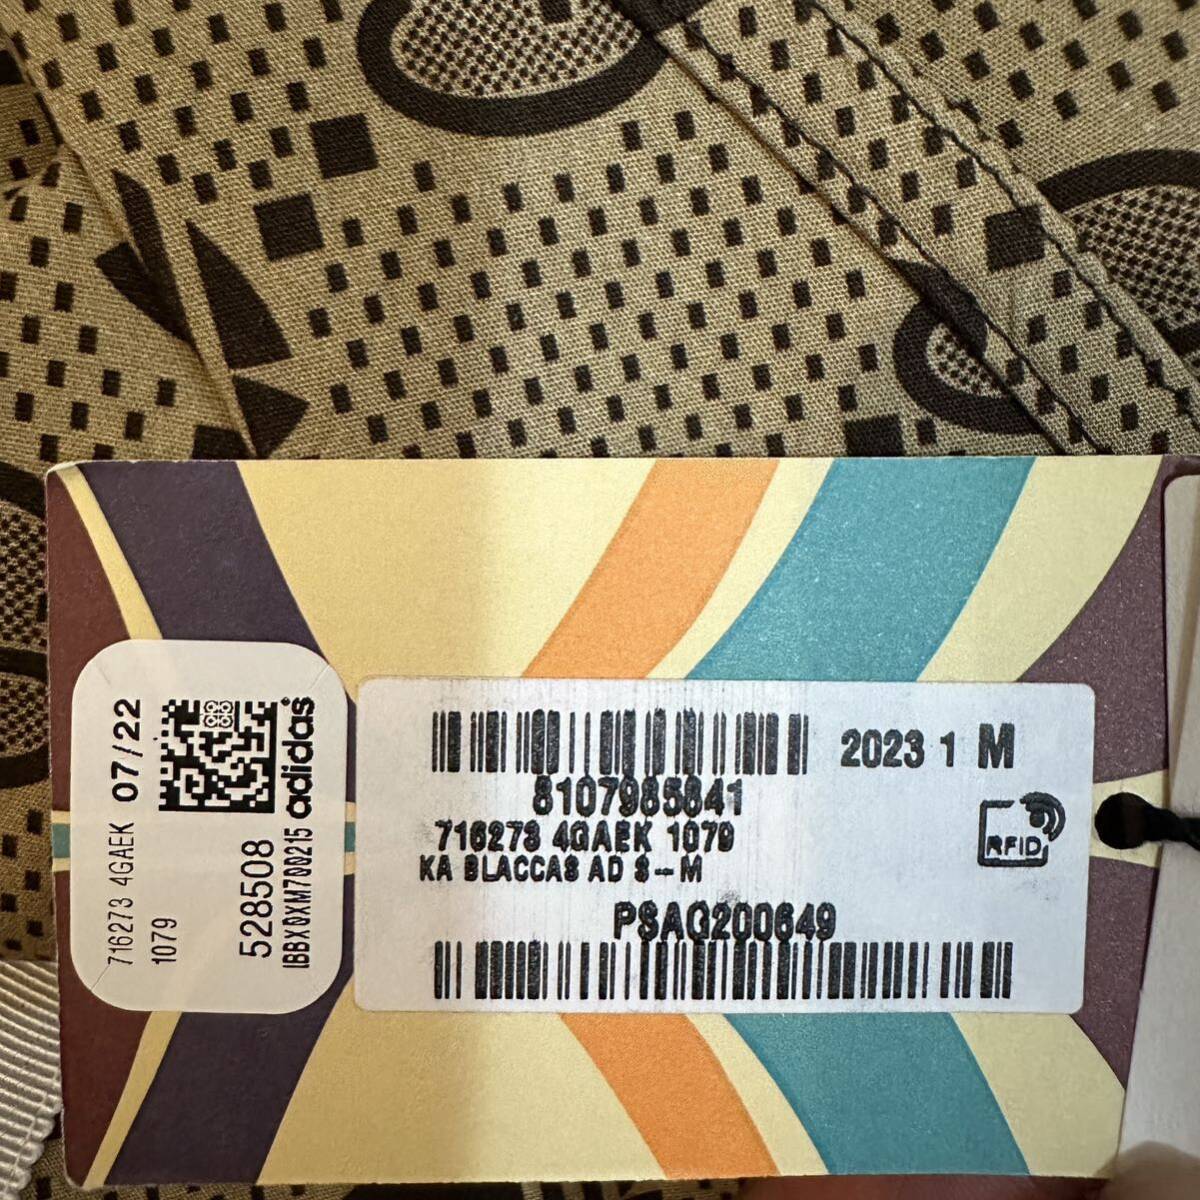 716273 4GAEK 07/22
1079
528508
IBBX0XM700215
adidas
2023 1 M
8107985841
716273 4GAEK 1079
KA BLACCAS AD S-M
PSAG200649
RFID